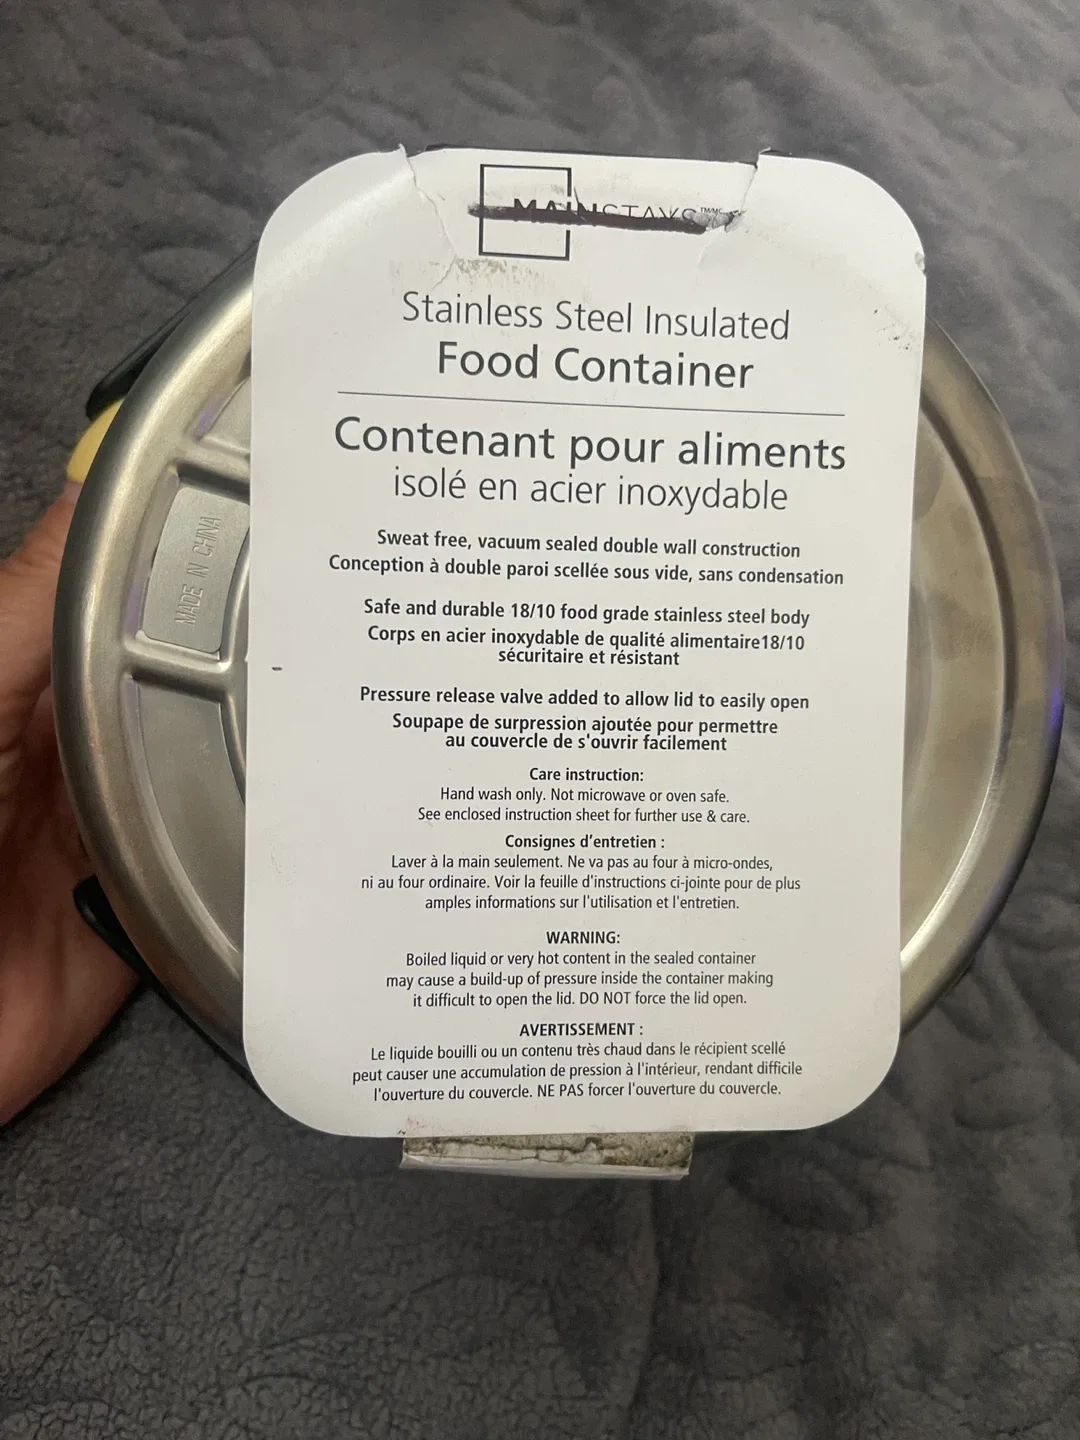 MAINSTAYS™/MC
Stainless Steel Insulated
Food Container
Contenant pour aliments
isolé en acier inoxydable
Sweat free, vacuum sealed double wall construction
Conception à double paroi scellée sous vide, sans condensation
Safe and durable 18/10 food grade stainless steel body
Corps en acier inoxydable de qualité alimentaire18/10
sécuritaire et résistant
Pressure release valve added to allow lid to easily open
Soupape de surpression ajoutée pour permettre
au couvercle de s'ouvrir facilement
Care instruction:
Hand wash only. Not microwave or oven safe.
See enclosed instruction sheet for further use & care.
Consignes d'entretien :
Laver à la main seulement. Ne va pas au four à micro-ondes,
ni au four ordinaire. Voir la feuille d'instructions ci-jointe pour de plus
amples informations sur l'utilisation et l'entretien.
WARNING:
Boiled liquid or very hot content in the sealed container
may cause a build-up of pressure inside the container making
it difficult to open the lid. DO NOT force the lid open.
AVERTISSEMENT :
Le liquide bouilli ou un contenu très chaud dans le récipient scellé
peut causer une accumulation de pression à l'intérieur, rendant difficile
l'ouverture du couvercle. NE PAS forcer l'ouverture du couvercle.
MADE IN CHINA